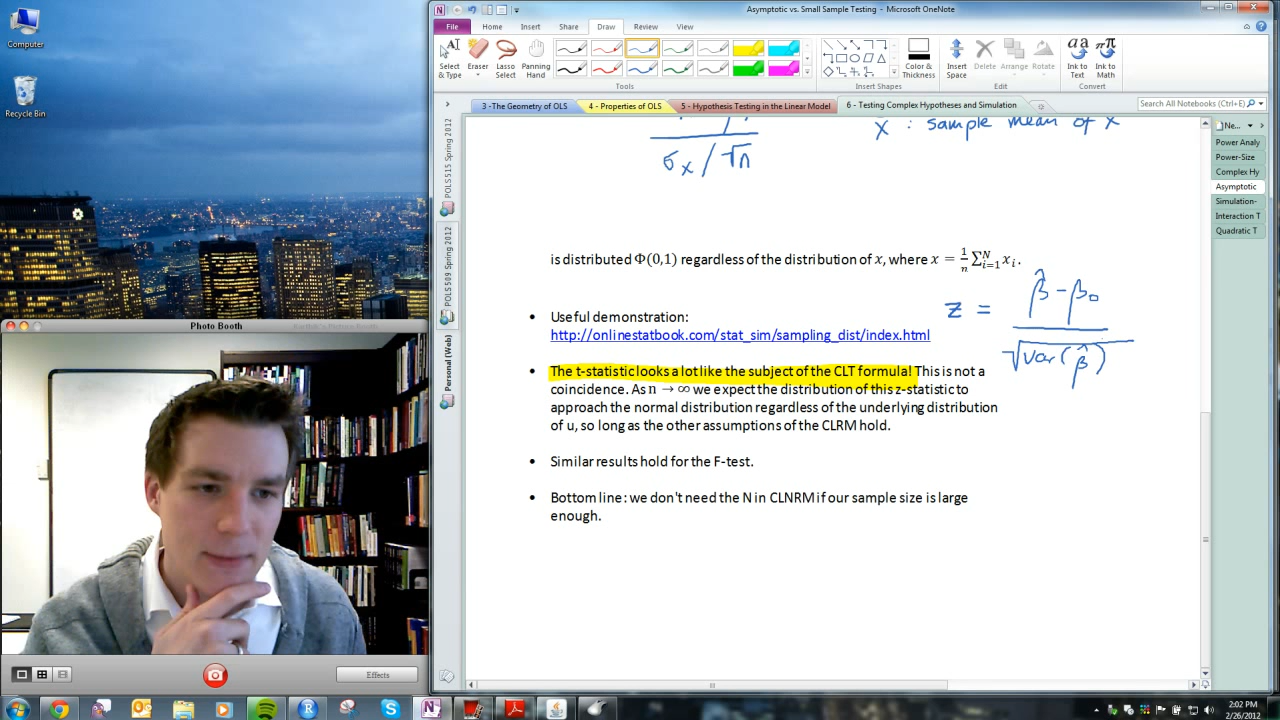 Computer
Recycle Bin
Asymptotic vs. Small Sample Testing - Microsoft OneNote
File Home Insert Share Draw Review View
Select & Type
Eraser
Lasso Select
Panning Hand
Color & Thickness
Insert Space
Delete
Arrange
Rotate
Ink to Text
Ink to Math
Tools
Insert Shapes
Edit
Convert
3 -The Geometry of OLS
4 - Properties of OLS
5 - Hypothesis Testing in the Linear Model
6 - Testing Complex Hypotheses and Simulation
Search All Notebooks (Ctrl+E)
POLS 515 Spring 2012
POLS 509 Spring 2012
Personal (Web)
Ne...
Power Analy
Power-Size
Complex Hy
Asymptotic
Simulation-
Interaction T
Quadratic T
σx / √n
x̄ : sample mean of x
is distributed Φ(0,1) regardless of the distribution of x, where x = 1/n ∑ᴺᵢ₌₁ xᵢ.
z = β̂ - β₀
√var(β̂)
• Useful demonstration:
http://onlinestatbook.com/stat_sim/sampling_dist/index.html
• The t-statistic looks a lot like the subject of the CLT formula! This is not a
coincidence. As n → ∞ we expect the distribution of this z-statistic to
approach the normal distribution regardless of the underlying distribution
of u, so long as the other assumptions of the CLRM hold.
• Similar results hold for the F-test.
• Bottom line: we don't need the N in CLNRM if our sample size is large
enough.
Photo Booth
Effects
2:02 PM
2/26/2012